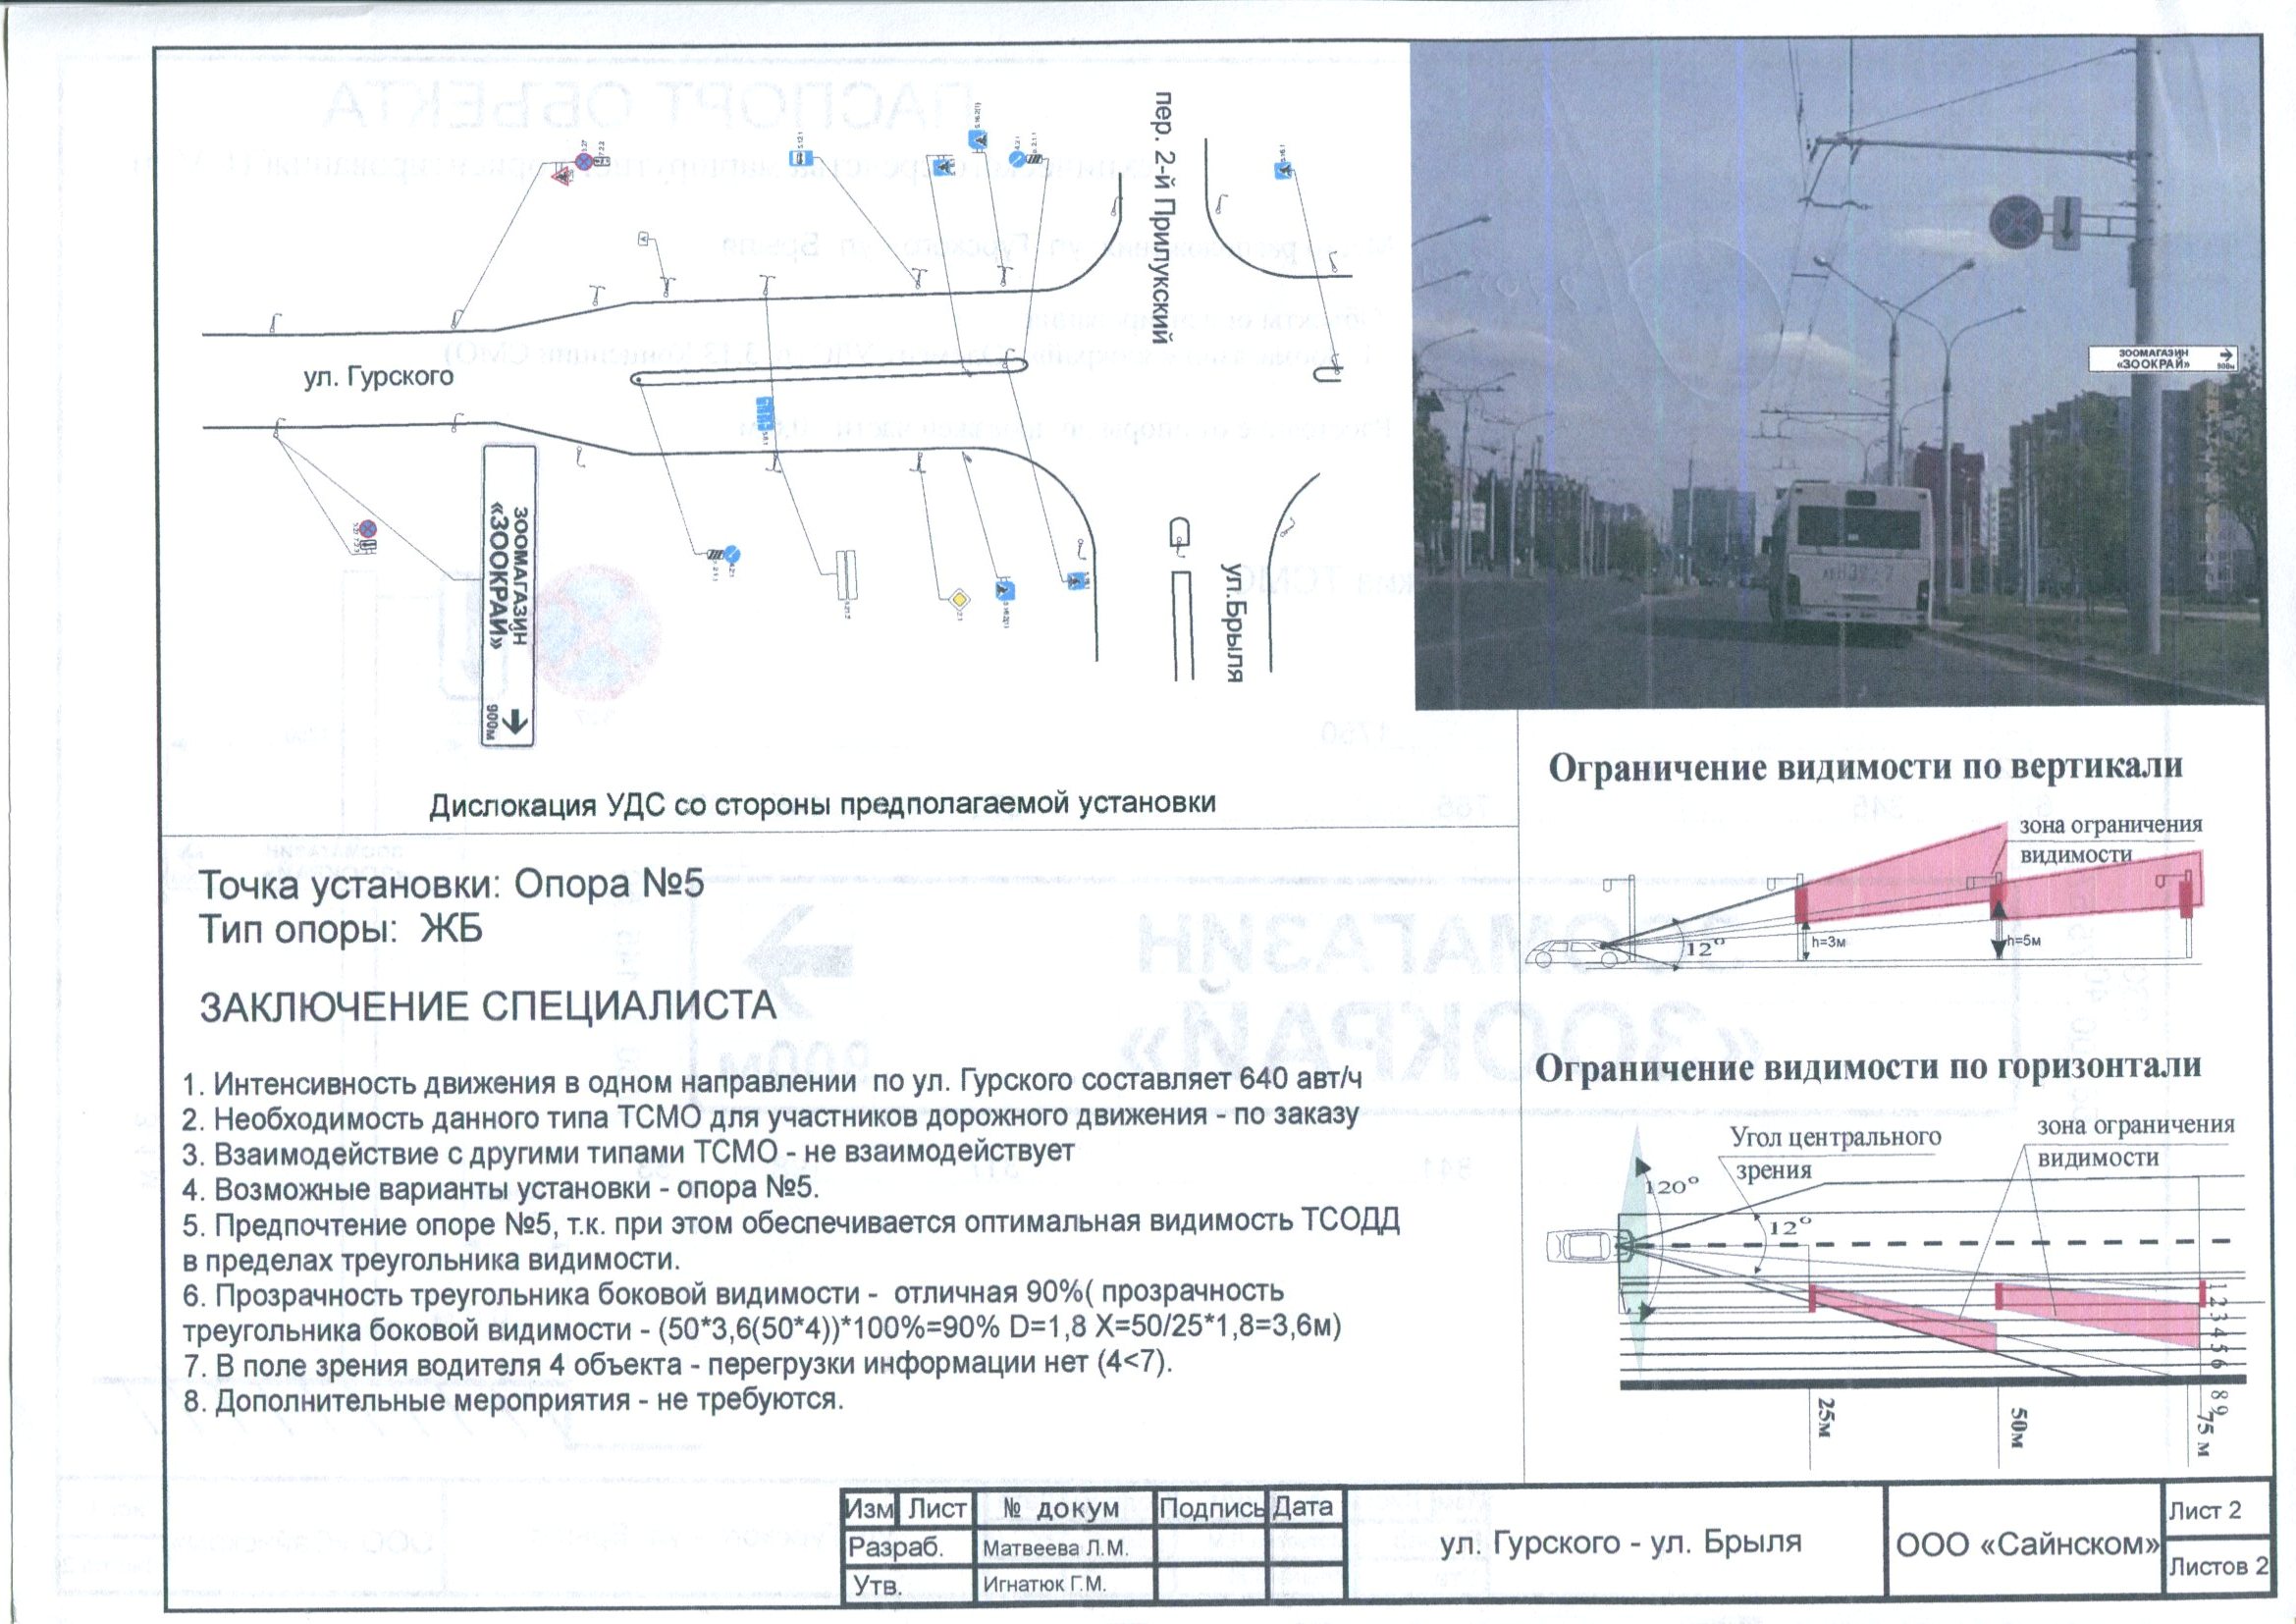 пер. 2-й Прилукский
ул. Гурского
ул.Брыля
ЗООМАГАЗИН
«ЗООКРАЙ»
900м
ЗООМАГАЗИН
«ЗООКРАЙ»
900м
Дислокация УДС со стороны предполагаемой установки
Точка установки: Опора №5
Тип опоры: ЖБ
ЗАКЛЮЧЕНИЕ СПЕЦИАЛИСТА
1. Интенсивность движения в одном направлении по ул. Гурского составляет 640 авт/ч
2. Необходимость данного типа ТСМО для участников дорожного движения - по заказу
3. Взаимодействие с другими типами ТСМО - не взаимодействует
4. Возможные варианты установки - опора №5.
5. Предпочтение опоре №5, т.к. при этом обеспечивается оптимальная видимость ТСОДД
в пределах треугольника видимости.
6. Прозрачность треугольника боковой видимости - отличная 90%( прозрачность
треугольника боковой видимости - (50*3,6(50*4))*100%=90% D=1,8 X=50/25*1,8=3,6м)
7. В поле зрения водителя 4 объекта - перегрузки информации нет (4<7).
8. Дополнительные мероприятия - не требуются.
Ограничение видимости по вертикали
зона ограничения
видимости
12°
h=3м
h=5м
Ограничение видимости по горизонтали
Угол центрального
зрения
зона ограничения
видимости
120°
12°
1
2
3
4
5
6
8
9
25м
50м
75 м
Изм Лист № докум Подпись Дата
Разраб. Матвеева Л.М.
Утв. Игнатюк Г.М.
ул. Гурского - ул. Брыля
ООО «Сайнском»
Лист 2
Листов 2